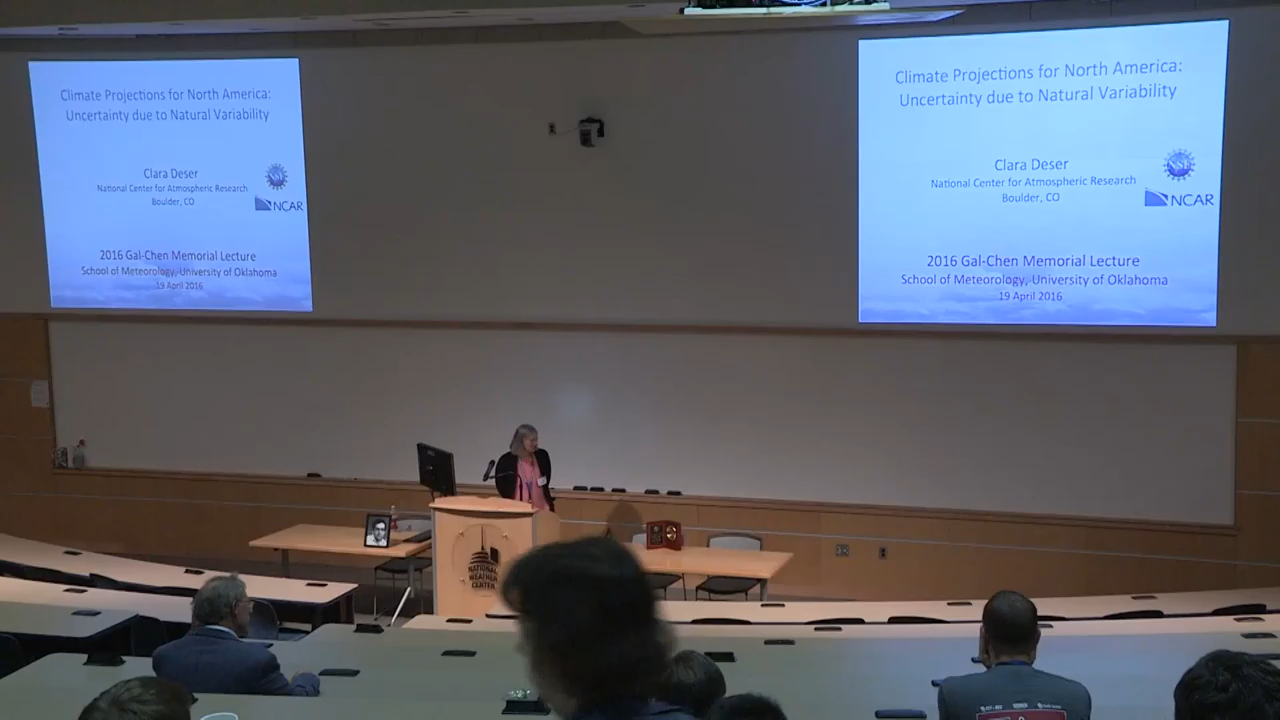 Climate Projections for North America:
Uncertainty due to Natural Variability
Clara Deser
National Center for Atmospheric Research
Boulder, CO
NCAR
2016 Gal-Chen Memorial Lecture
School of Meteorology, University of Oklahoma
19 April 2016
Climate Projections for North America:
Uncertainty due to Natural Variability
Clara Deser
National Center for Atmospheric Research
Boulder, CO
NSF
NCAR
2016 Gal-Chen Memorial Lecture
School of Meteorology, University of Oklahoma
19 April 2016
NATIONAL
WEATHER
CENTER